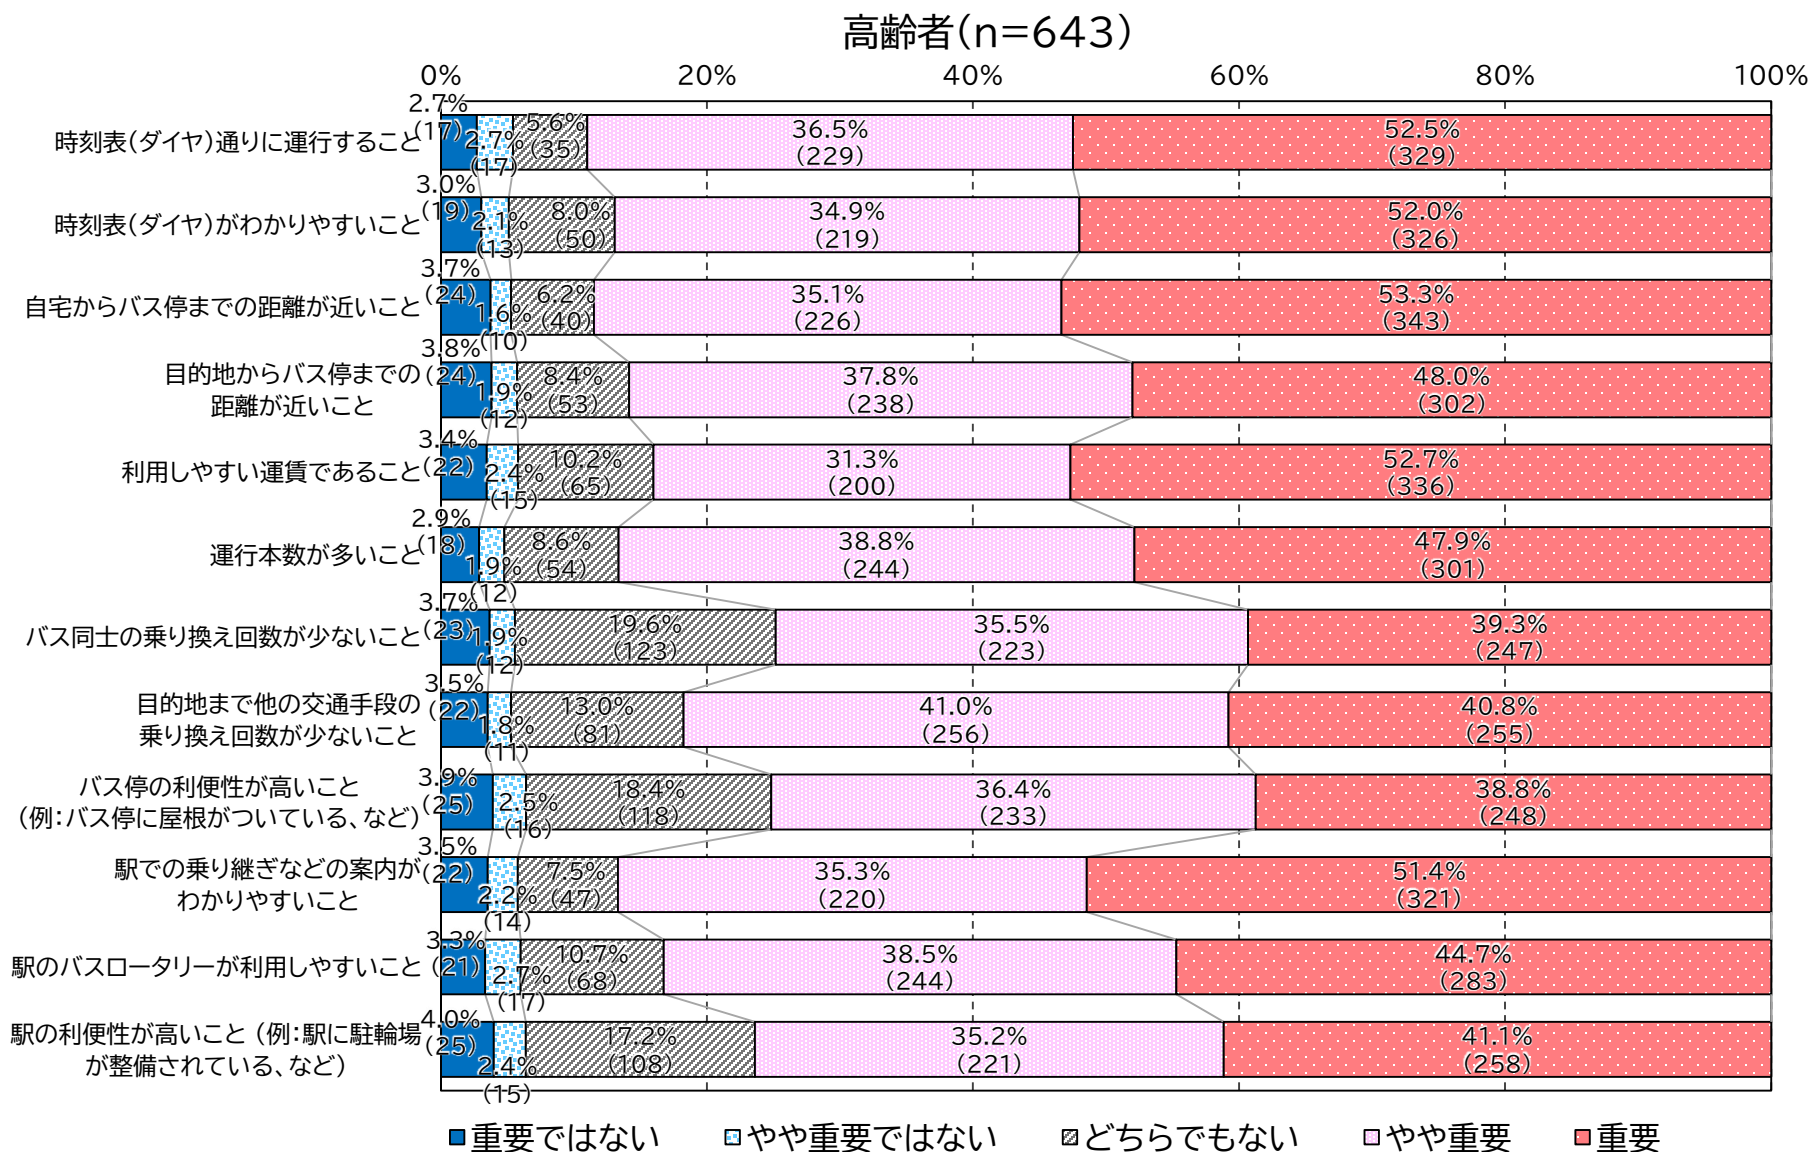 高齢者(n=643)
0% 20% 40% 60% 80% 100%
時刻表(ダイヤ)通りに運行すること
2.7% 2.7% 5.6% 36.5% 52.5%
(17) (17) (35) (229) (329)
時刻表(ダイヤ)がわかりやすいこと
3.0% 2.1% 8.0% 34.9% 52.0%
(19) (13) (50) (219) (326)
自宅からバス停までの距離が近いこと
3.7% 1.6% 6.2% 35.1% 53.3%
(24) (10) (40) (226) (343)
目的地からバス停までの
距離が近いこと
3.8% 1.9% 8.4% 37.8% 48.0%
(24) (12) (53) (238) (302)
利用しやすい運賃であること
3.4% 2.4% 10.2% 31.3% 52.7%
(22) (15) (65) (200) (336)
運行本数が多いこと
2.9% 1.9% 8.6% 38.8% 47.9%
(18) (12) (54) (244) (301)
バス同士の乗り換え回数が少ないこと
3.7% 1.9% 19.6% 35.5% 39.3%
(23) (12) (123) (223) (247)
目的地まで他の交通手段の
乗り換え回数が少ないこと
3.5% 1.8% 13.0% 41.0% 40.8%
(22) (11) (81) (256) (255)
バス停の利便性が高いこと
(例:バス停に屋根がついている、など)
3.9% 2.5% 18.4% 36.4% 38.8%
(25) (16) (118) (233) (248)
駅での乗り継ぎなどの案内が
わかりやすいこと
3.5% 2.2% 7.5% 35.3% 51.4%
(22) (14) (47) (220) (321)
駅のバスロータリーが利用しやすいこと
3.3% 2.7% 10.7% 38.5% 44.7%
(21) (17) (68) (244) (283)
駅の利便性が高いこと (例:駅に駐輪場
が整備されている、など)
4.0% 2.4% 17.2% 35.2% 41.1%
(25) (15) (108) (221) (258)
重要ではない やや重要ではない どちらでもない やや重要 重要